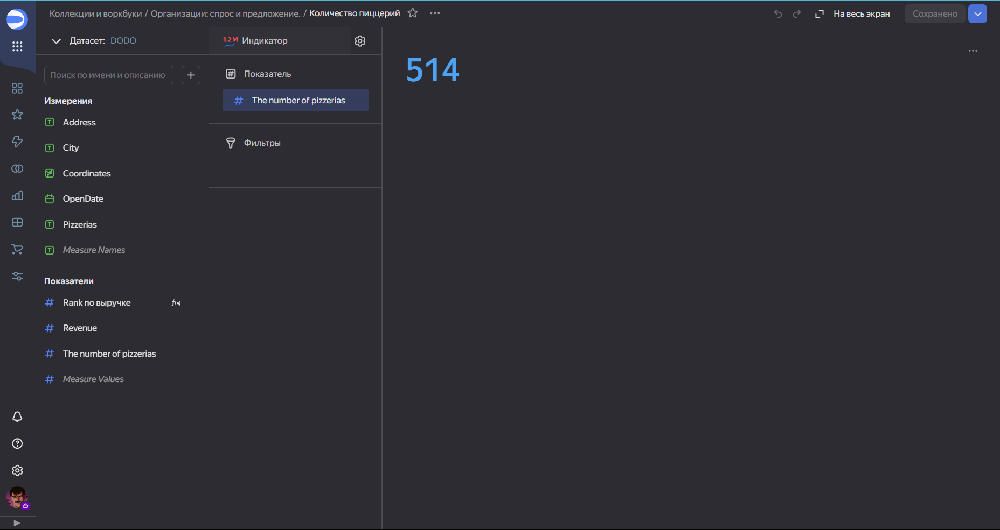 Коллекции и воркбуки / Организации: спрос и предложение. / Количество пиццерий
На весь экран
Сохранено
Датасет: DODO
1.2 M Индикатор
Поиск по имени и описанию
Измерения
Address
City
Coordinates
OpenDate
Pizzerias
Measure Names
Показатели
Rank по выручке f(x)
Revenue
The number of pizzerias
Measure Values
Показатель
The number of pizzerias
Фильтры
514